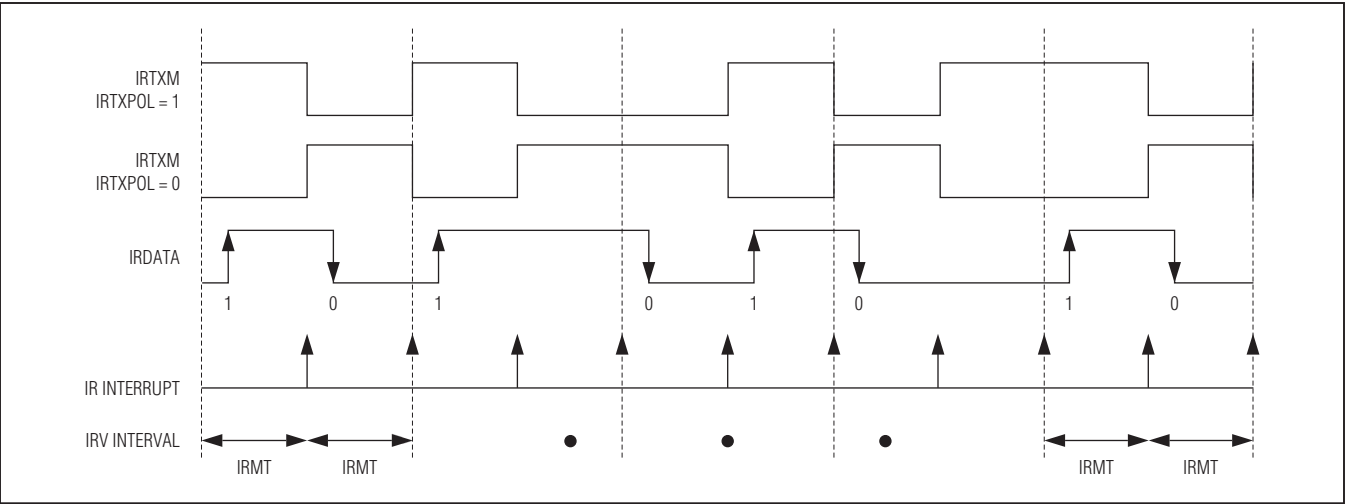 IRTXM
IRTXPOL = 1
IRTXM
IRTXPOL = 0
IRDATA
1 0 1 0 1 0 1 0
IR INTERRUPT
IRV INTERVAL
IRMT IRMT IRMT IRMT